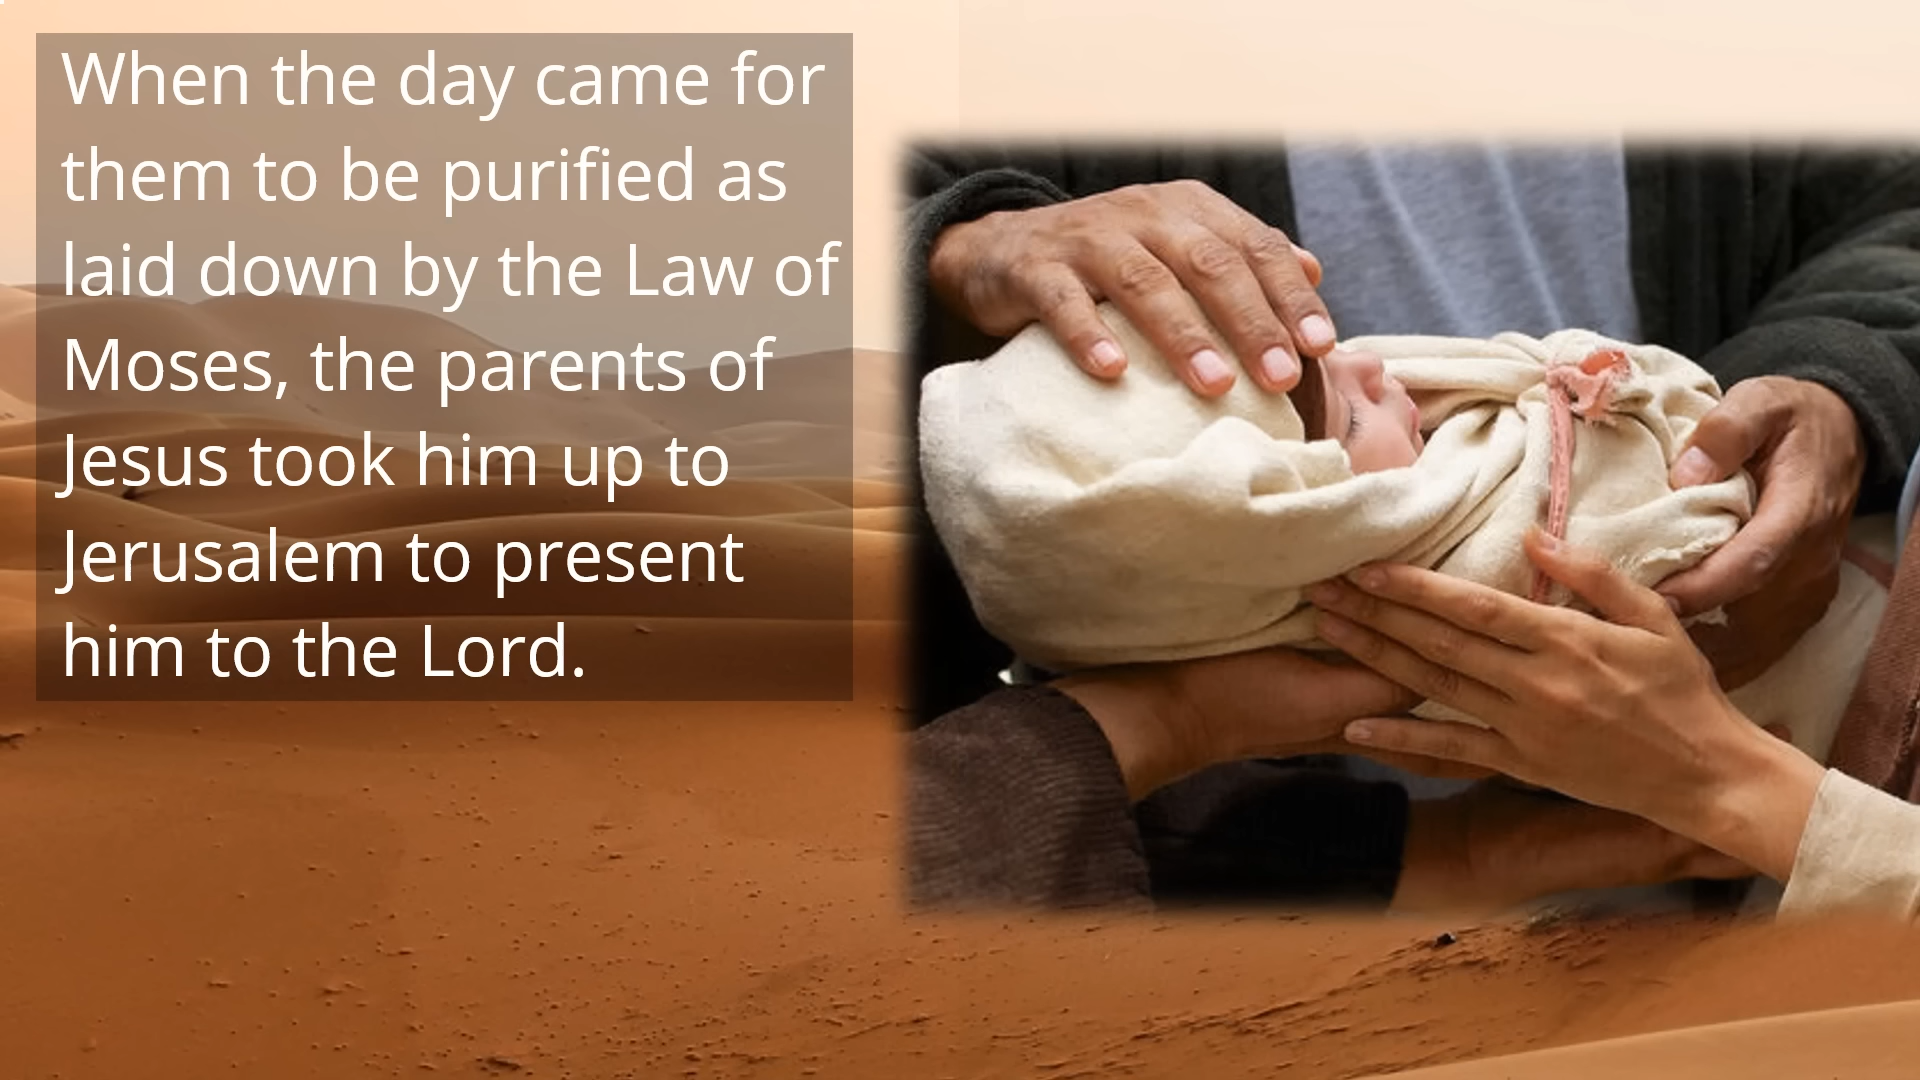 When the day came for
them to be purified as
laid down by the Law of
Moses, the parents of
Jesus took him up to
Jerusalem to present
him to the Lord.